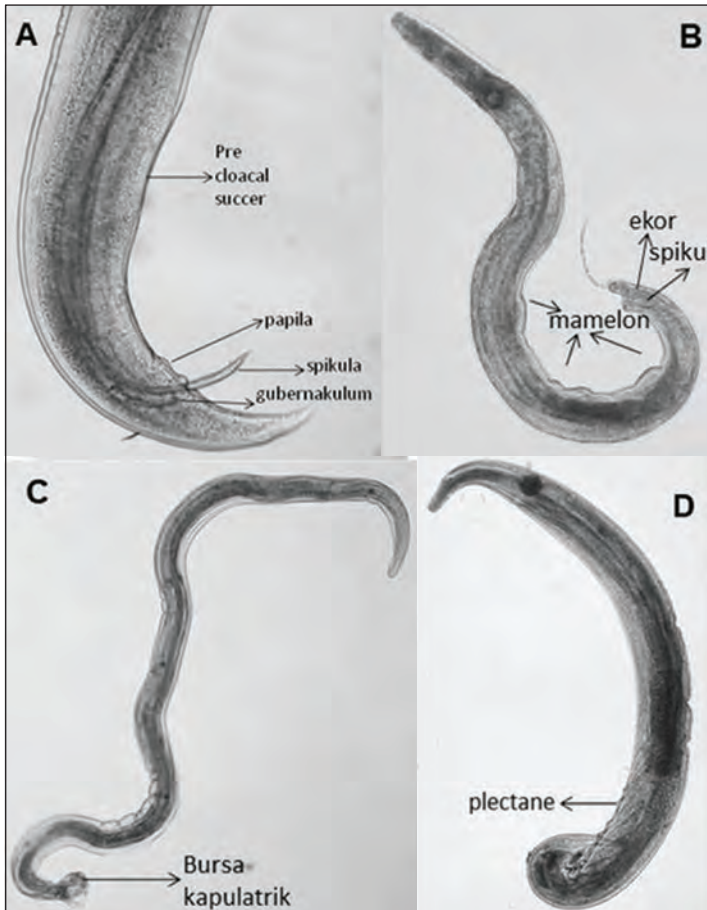 A
Pre
cloacal
succer
papila
spikula
gubernakulum
B
ekor
spiku
mamelon
C
Bursa
kapulatrik
D
plectane